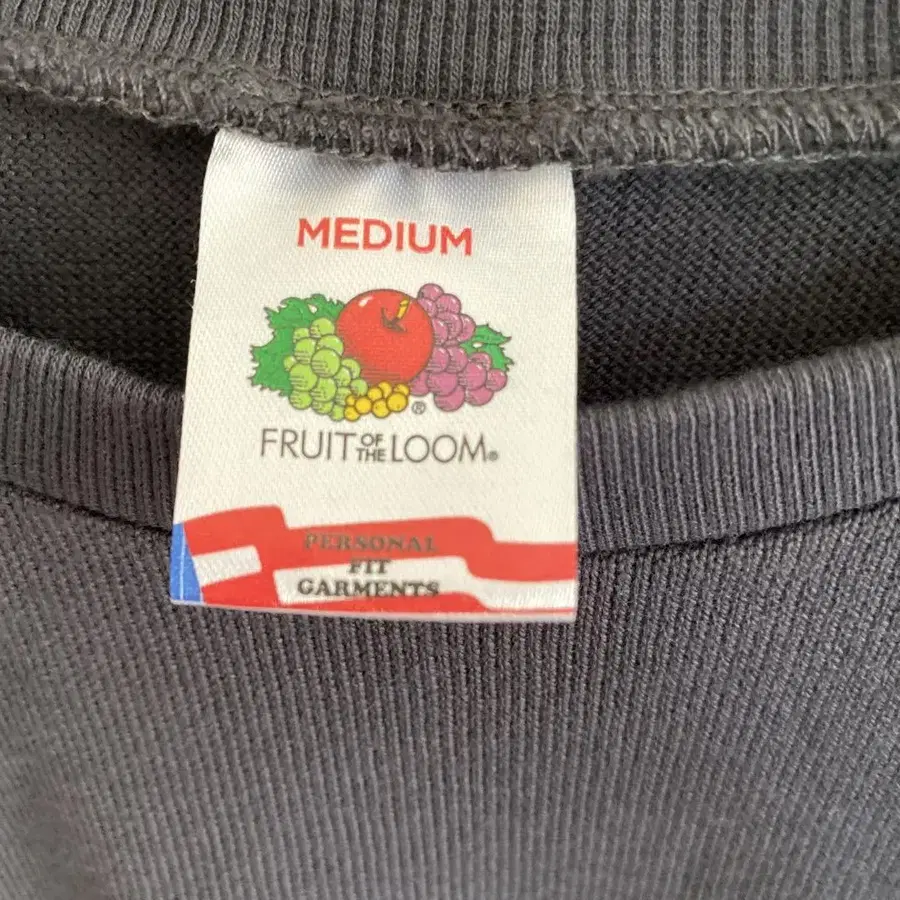 MEDIUM
®
FRUIT OF THE LOOM®
PERSONAL
FIT
GARMENTS